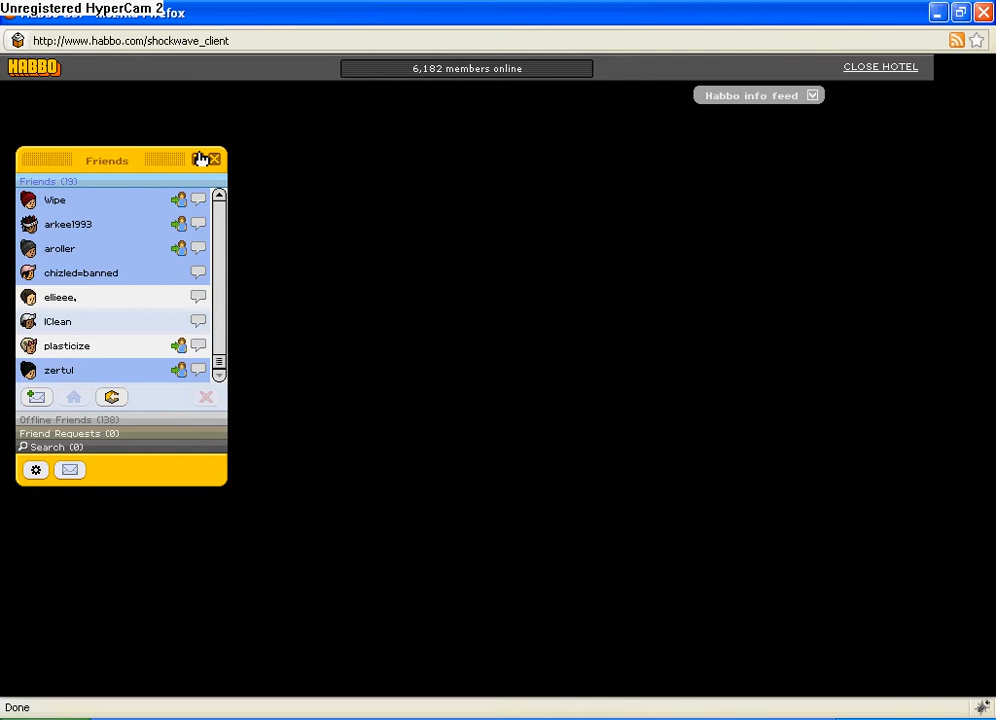 Unregistered HyperCam 2
http://www.habbo.com/shockwave_client
HABBO
6,182 members online
CLOSE HOTEL
Habbo info feed
Friends
Friends (19)
Wipe
arkee1993
aroller
chizled=banned
ellieee,
lClean
plasticize
zertul
Offline Friends (138)
Friend Requests (0)
Search (0)
Done